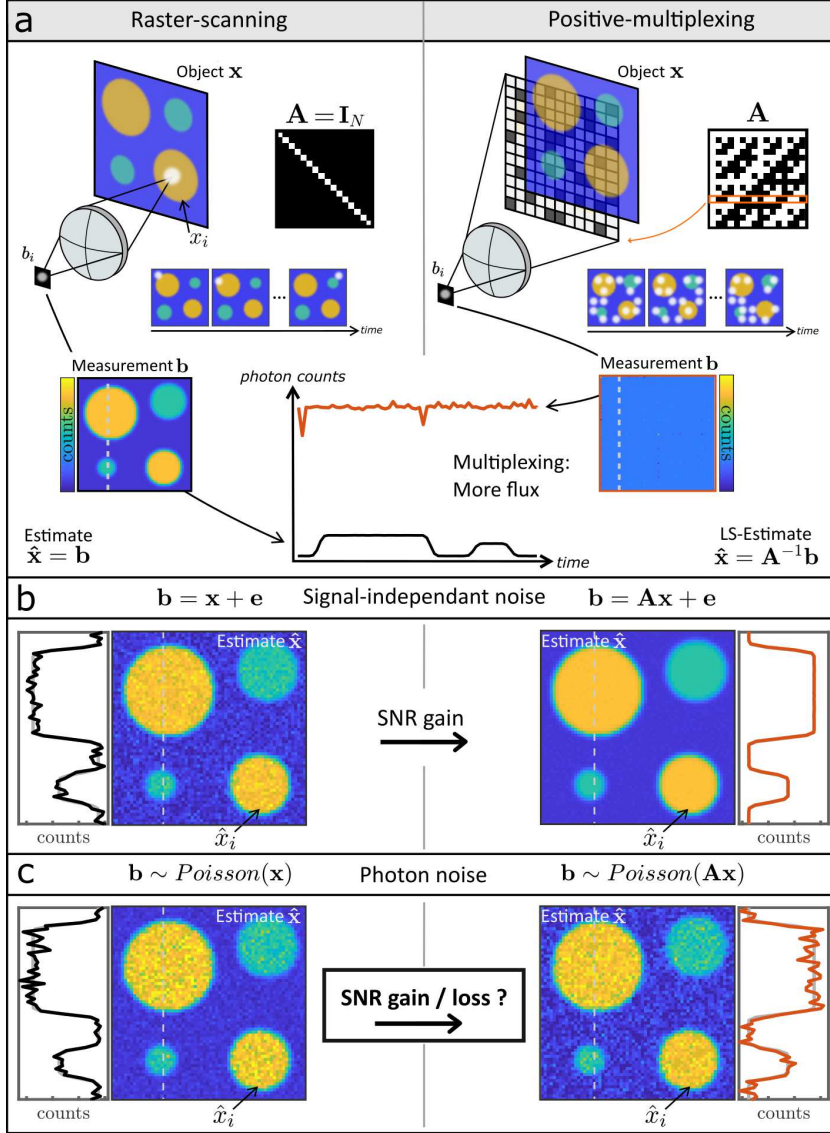 a
Raster-scanning
Positive-multiplexing
Object x
A = I_N
x_i
b_i
time
Object x
A
b_i
time
Measurement b
counts
photon counts
Measurement b
counts
Multiplexing:
More flux
time
Estimate
x̂ = b
LS-Estimate
x̂ = A⁻¹b
b
b = x + e
Signal-independant noise
b = Ax + e
Estimate x̂
SNR gain
Estimate x̂
counts
x̂_i
x̂_i
counts
c
b ∼ Poisson(x)
Photon noise
b ∼ Poisson(Ax)
Estimate x̂
SNR gain / loss ?
Estimate x̂
counts
x̂_i
x̂_i
counts